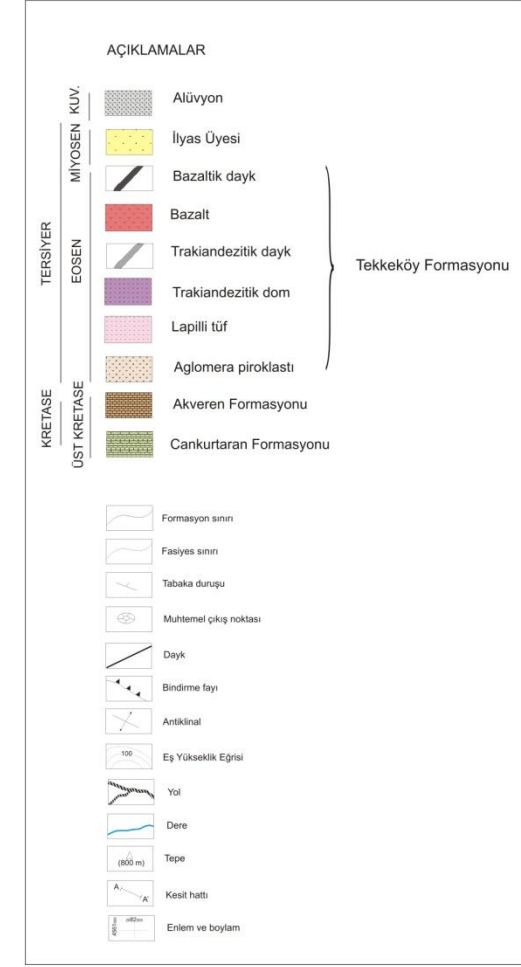 AÇIKLAMALAR
KUV.
Alüvyon
TERSİYER
MİYOSEN
İlyas Üyesi
EOSEN
Bazaltik dayk
Bazalt
Trakiandezitik dayk
Trakiandezitik dom
Lapilli tüf
Aglomera piroklastı
Tekkeköy Formasyonu
KRETASE
ÜST KRETASE
Akveren Formasyonu
Cankurtaran Formasyonu
Formasyon sınırı
Fasiyes sınırı
Tabaka duruşu
Muhtemel çıkış noktası
Dayk
Bindirme fayı
Antiklinal
100
Eş Yükseklik Eğrisi
Yol
Dere
(800 m)
Tepe
A
A'
Kesit hattı
Enlem ve boylam